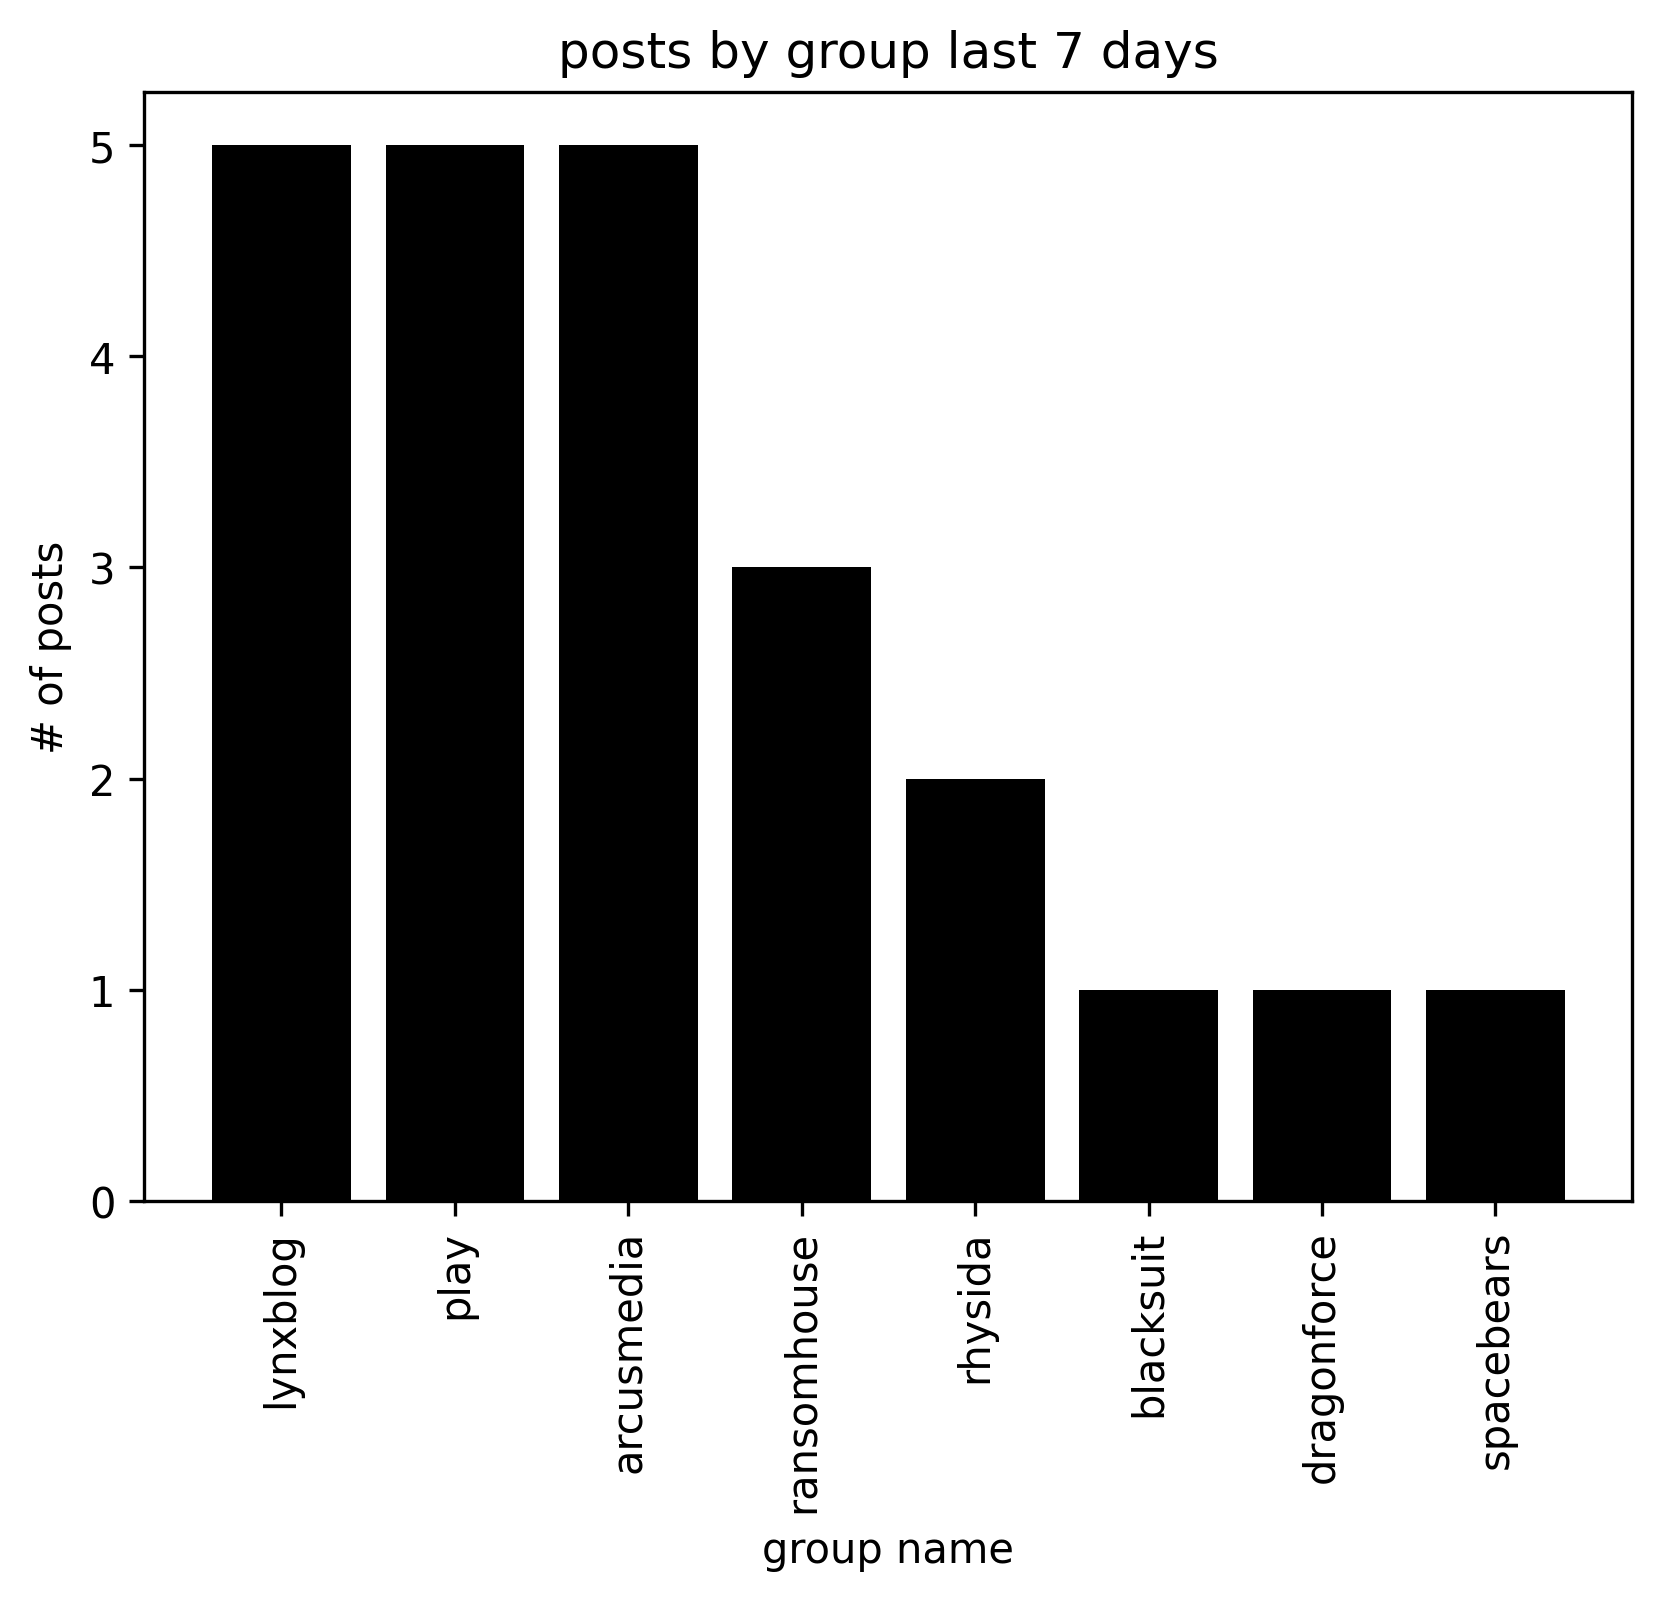 posts by group last 7 days
# of posts
5
4
3
2
1
0
lynxblog
play
arcusmedia
ransomhouse
rhysida
blacksuit
dragonforce
spacebears
group name